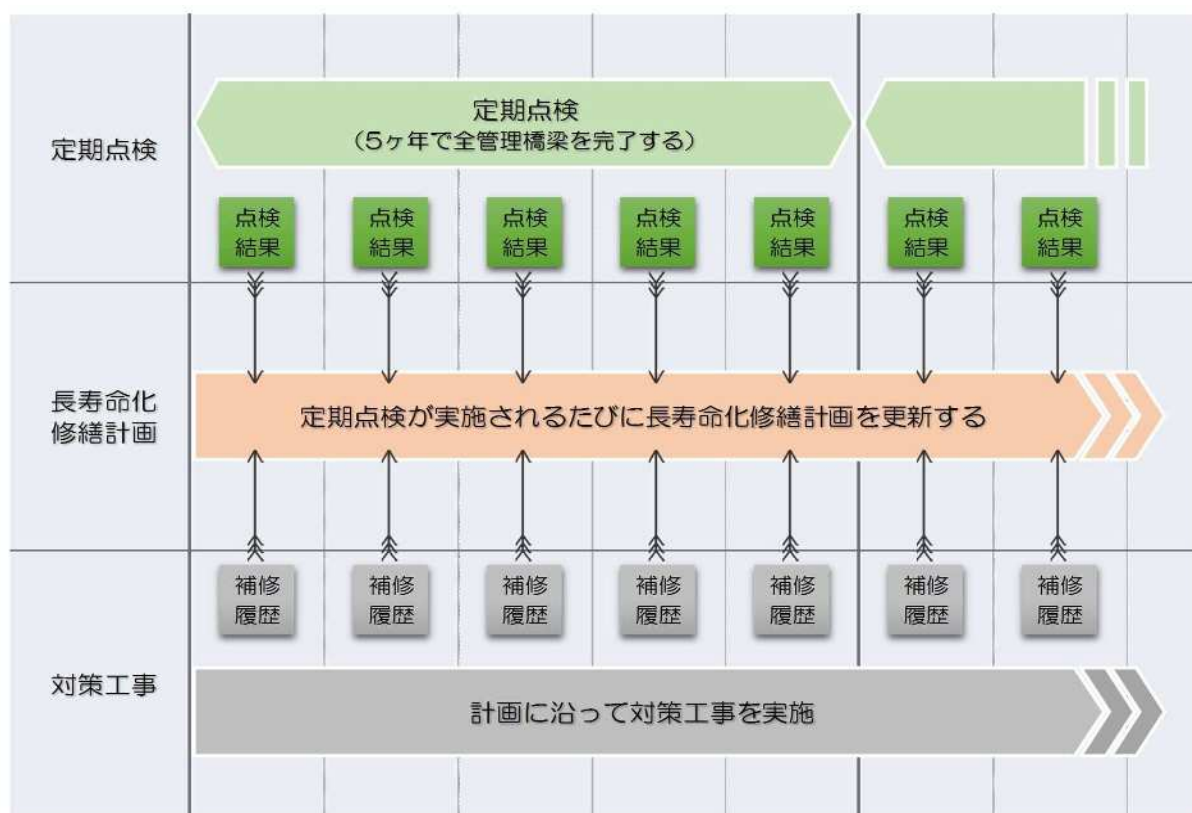 定期点検
定期点検
（5ヶ年で全管理橋梁を完了する）
点検
結果
点検
結果
点検
結果
点検
結果
点検
結果
点検
結果
点検
結果
長寿命化
修繕計画
定期点検が実施されるたびに長寿命化修繕計画を更新する
補修
履歴
補修
履歴
補修
履歴
補修
履歴
補修
履歴
補修
履歴
補修
履歴
対策工事
計画に沿って対策工事を実施